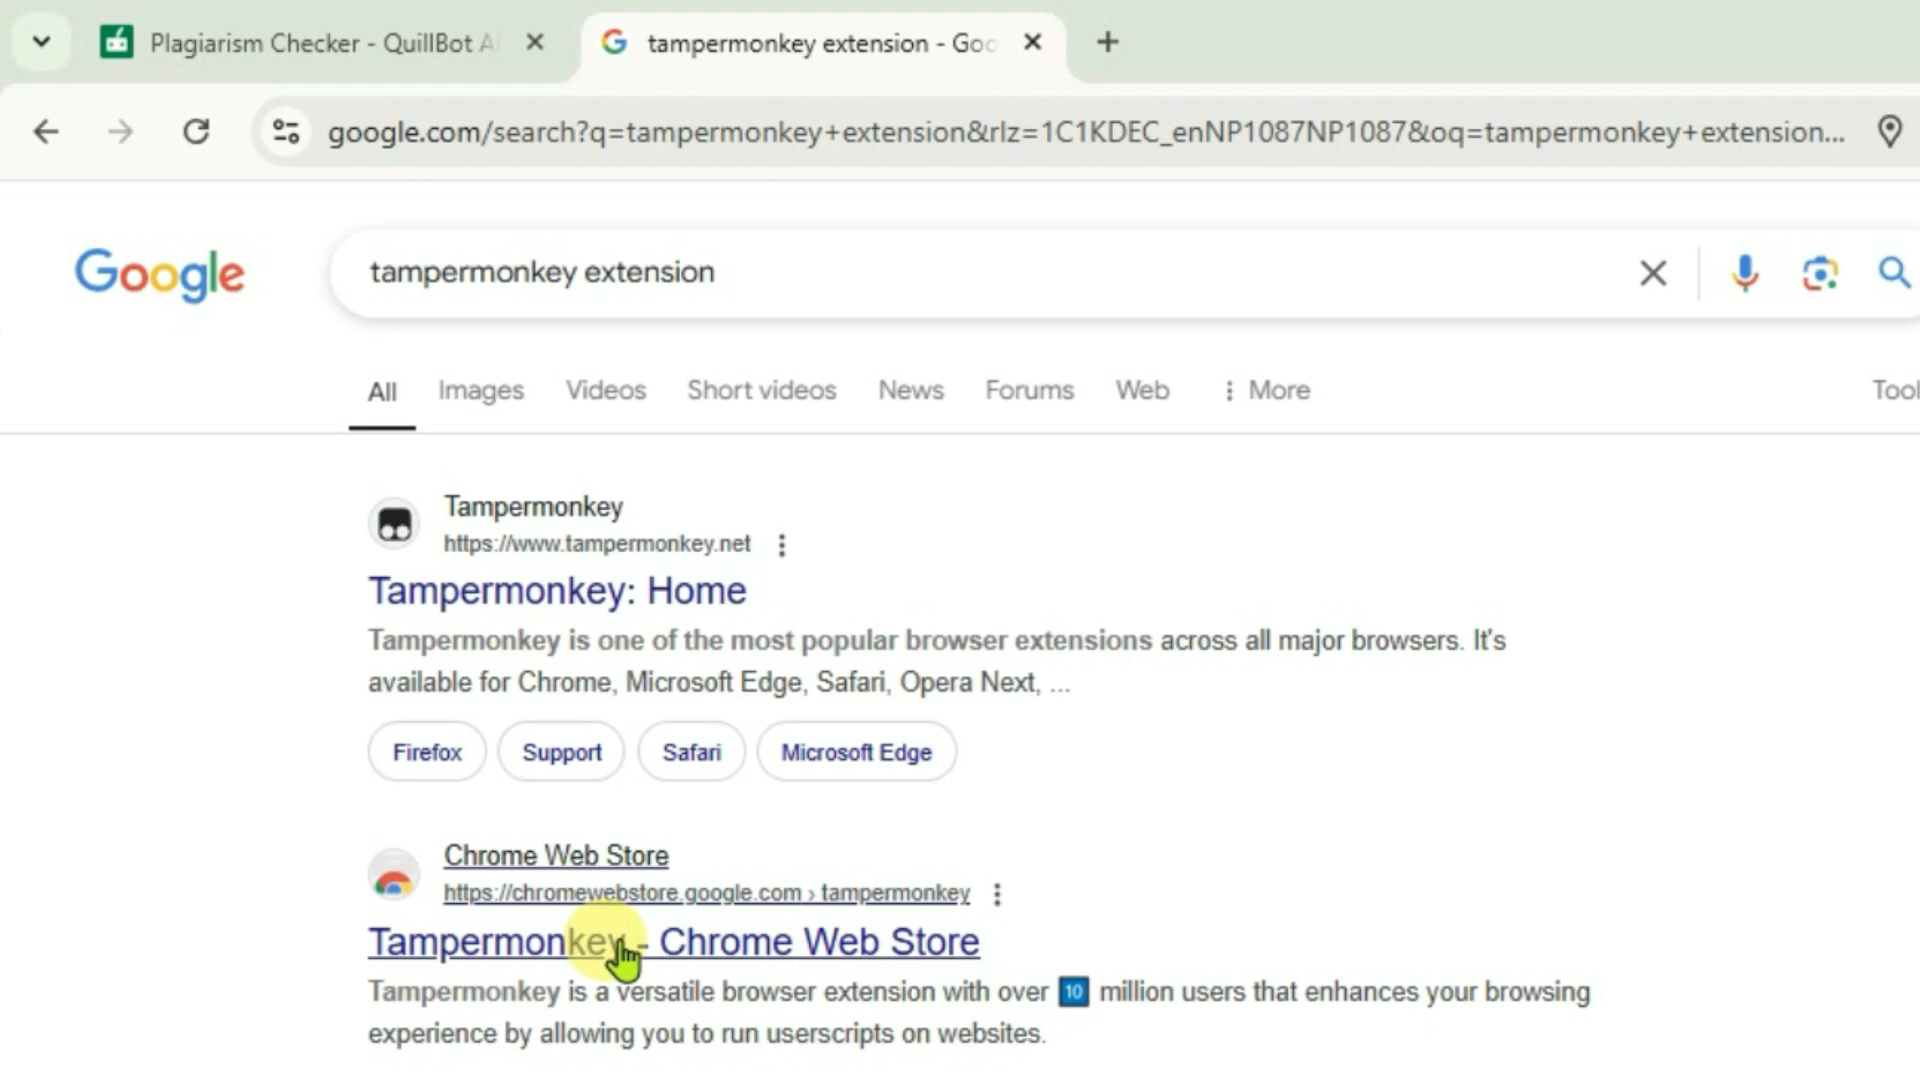 Plagiarism Checker - QuillBot A
tampermonkey extension - Goo
google.com/search?q=tampermonkey+extension&rlz=1C1KDEC_enNP1087NP1087&oq=tampermonkey+extension...
Google
tampermonkey extension
All Images Videos Short videos News Forums Web More Tool
Tampermonkey
https://www.tampermonkey.net
Tampermonkey: Home
Tampermonkey is one of the most popular browser extensions across all major browsers. It's
available for Chrome, Microsoft Edge, Safari, Opera Next, ...
Firefox Support Safari Microsoft Edge
Chrome Web Store
https://chromewebstore.google.com › tampermonkey
Tampermonkey - Chrome Web Store
Tampermonkey is a versatile browser extension with over 🔟 million users that enhances your browsing
experience by allowing you to run userscripts on websites.